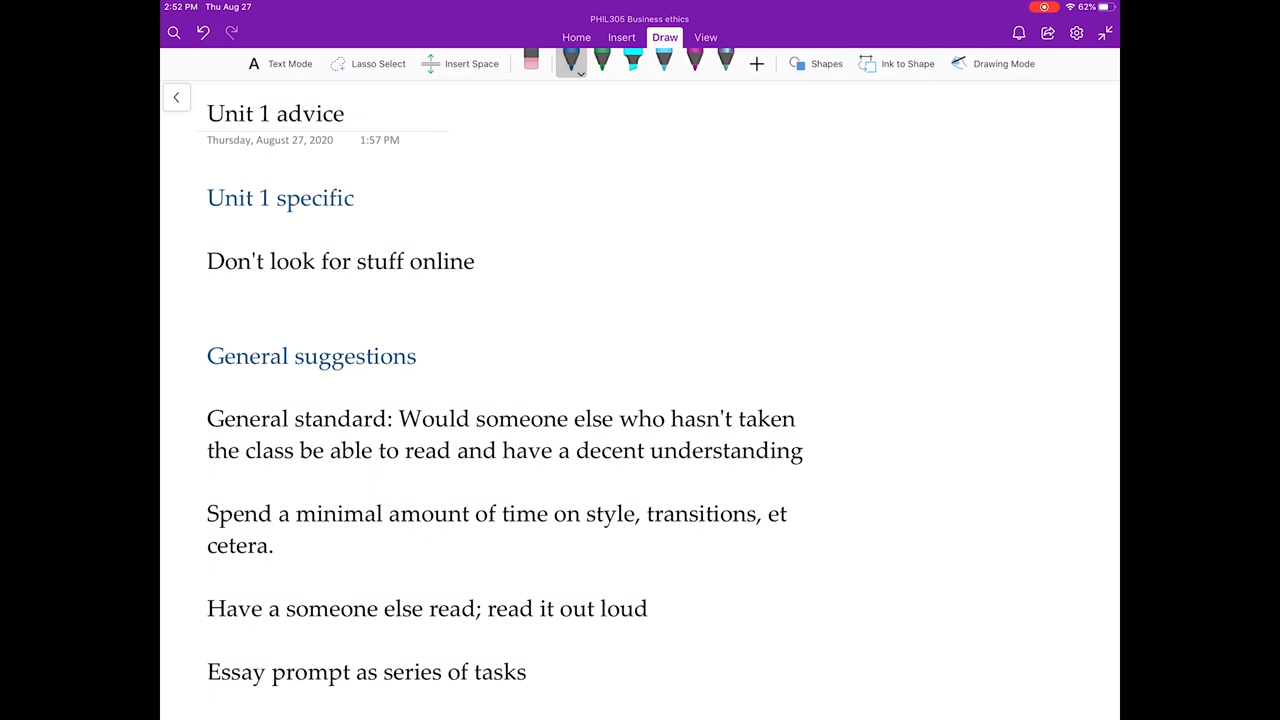 2:52 PM Thu Aug 27
62%
PHIL305 Business ethics
Home Insert Draw View
A Text Mode Lasso Select Insert Space Shapes Ink to Shape Drawing Mode
Unit 1 advice
Thursday, August 27, 2020 1:57 PM
Unit 1 specific
Don't look for stuff online
General suggestions
General standard: Would someone else who hasn't taken
the class be able to read and have a decent understanding
Spend a minimal amount of time on style, transitions, et
cetera.
Have a someone else read; read it out loud
Essay prompt as series of tasks